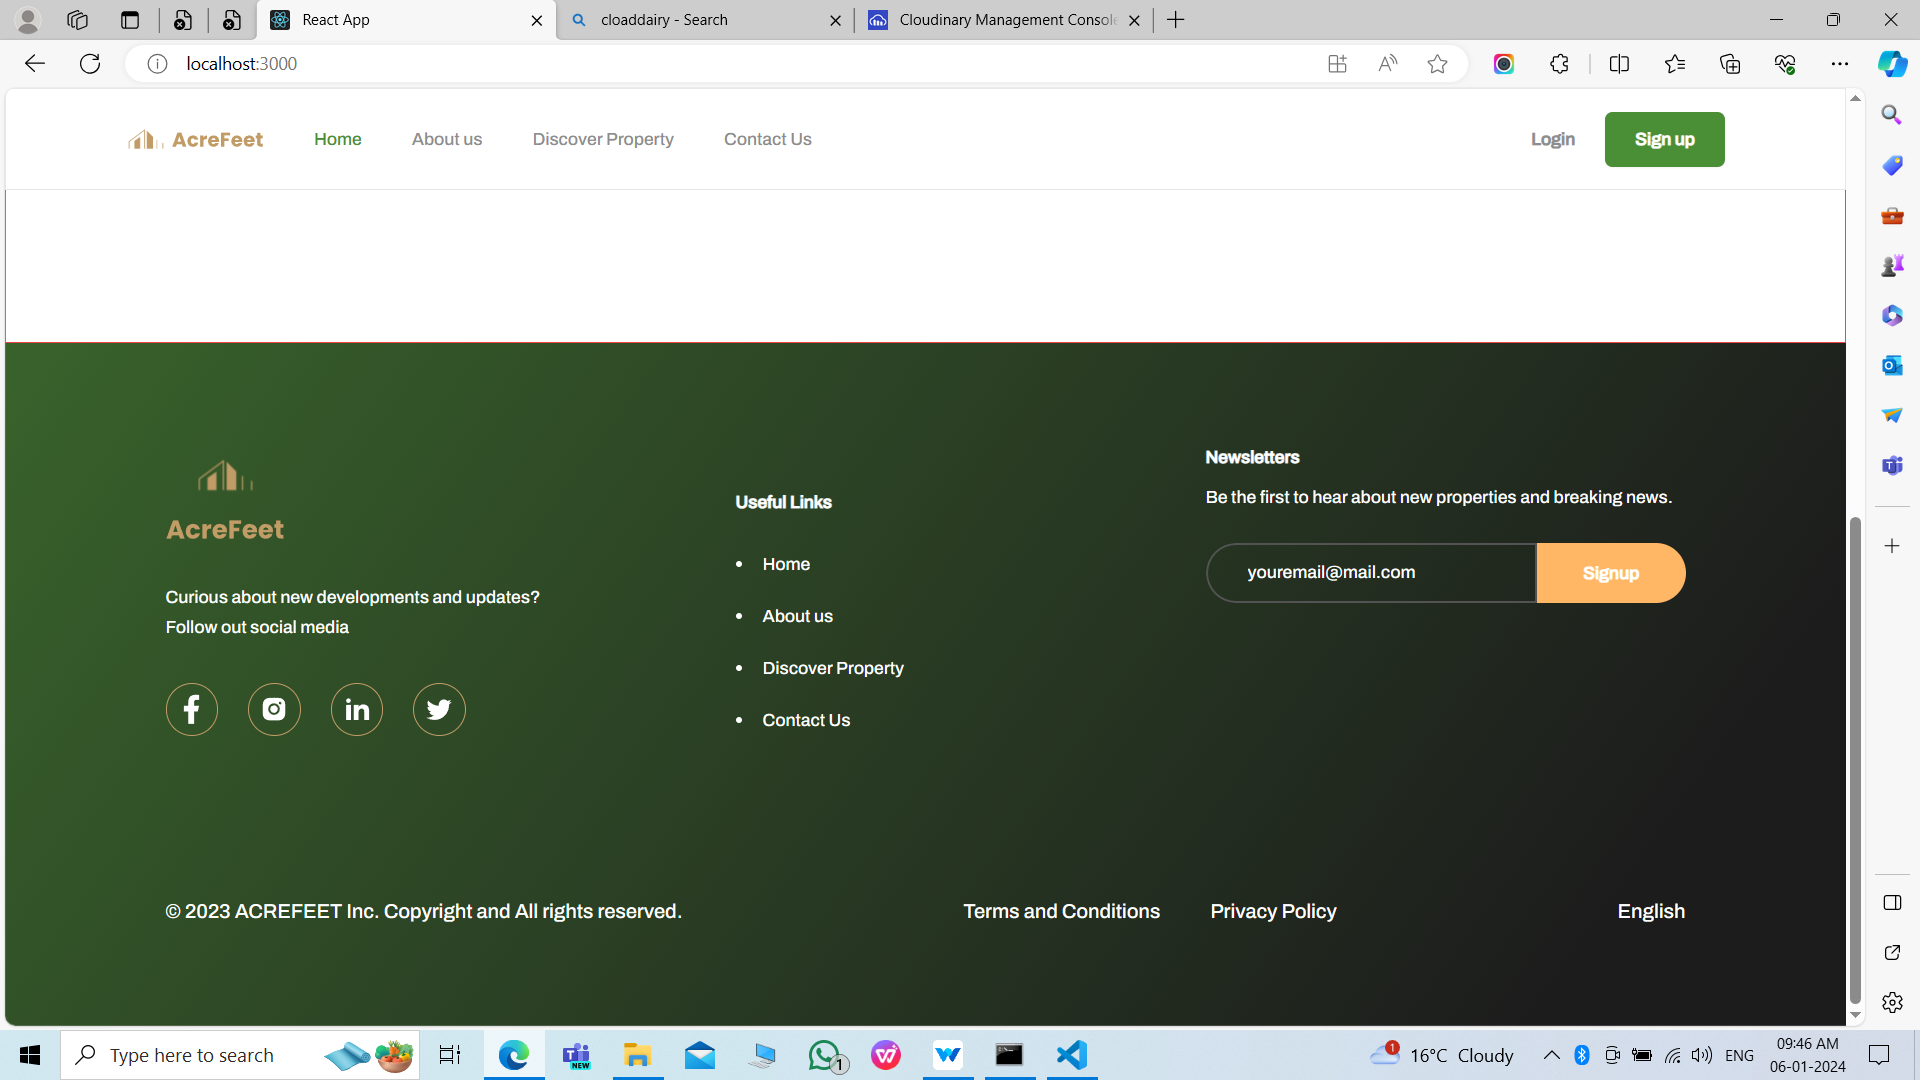 React App
cloaddairy - Search
Cloudinary Management Console
localhost:3000
AcreFeet
Home
About us
Discover Property
Contact Us
Login
Sign up
AcreFeet
Curious about new developments and updates?
Follow out social media
Useful Links
Home
About us
Discover Property
Contact Us
Newsletters
Be the first to hear about new properties and breaking news.
youremail@mail.com
Signup
© 2023 ACREFEET Inc. Copyright and All rights reserved.
Terms and Conditions
Privacy Policy
English
Type here to search
NEW
1
1
16°C Cloudy
ENG
09:46 AM
06-01-2024